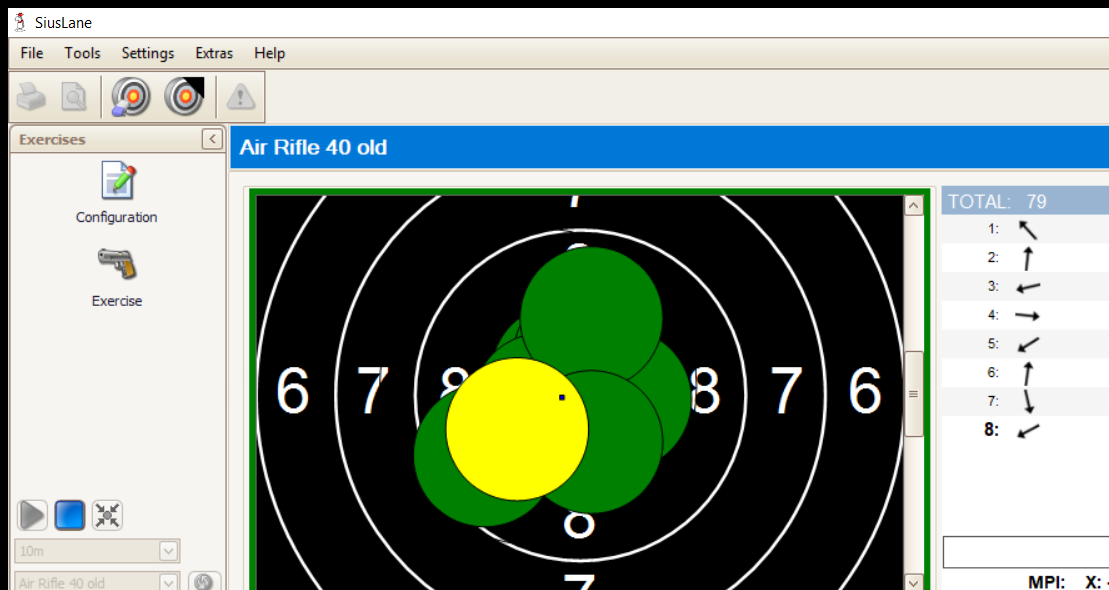 SiusLane
File Tools Settings Extras Help
Exercises
Air Rifle 40 old
Configuration
Exercise
10m
Air Rifle 40 old
7
8
6 7 8 8 7 6
8
7
TOTAL: 79
1:
2:
3:
4:
5:
6:
7:
8:
MPI: X: -